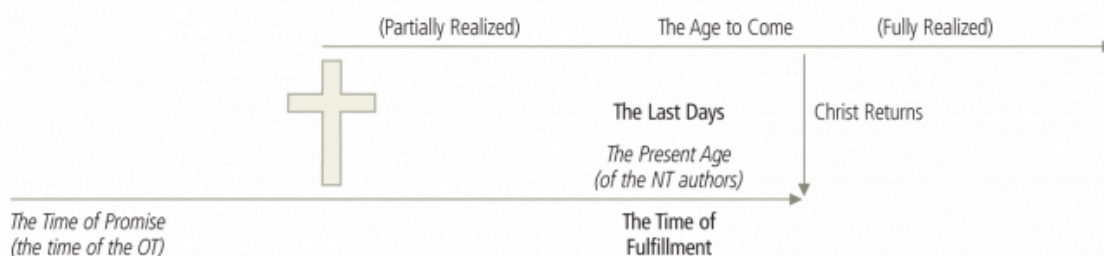 (Partially Realized)
The Age to Come
(Fully Realized)
The Last Days
Christ Returns
The Present Age
(of the NT authors)
The Time of Promise
(the time of the OT)
The Time of
Fulfillment